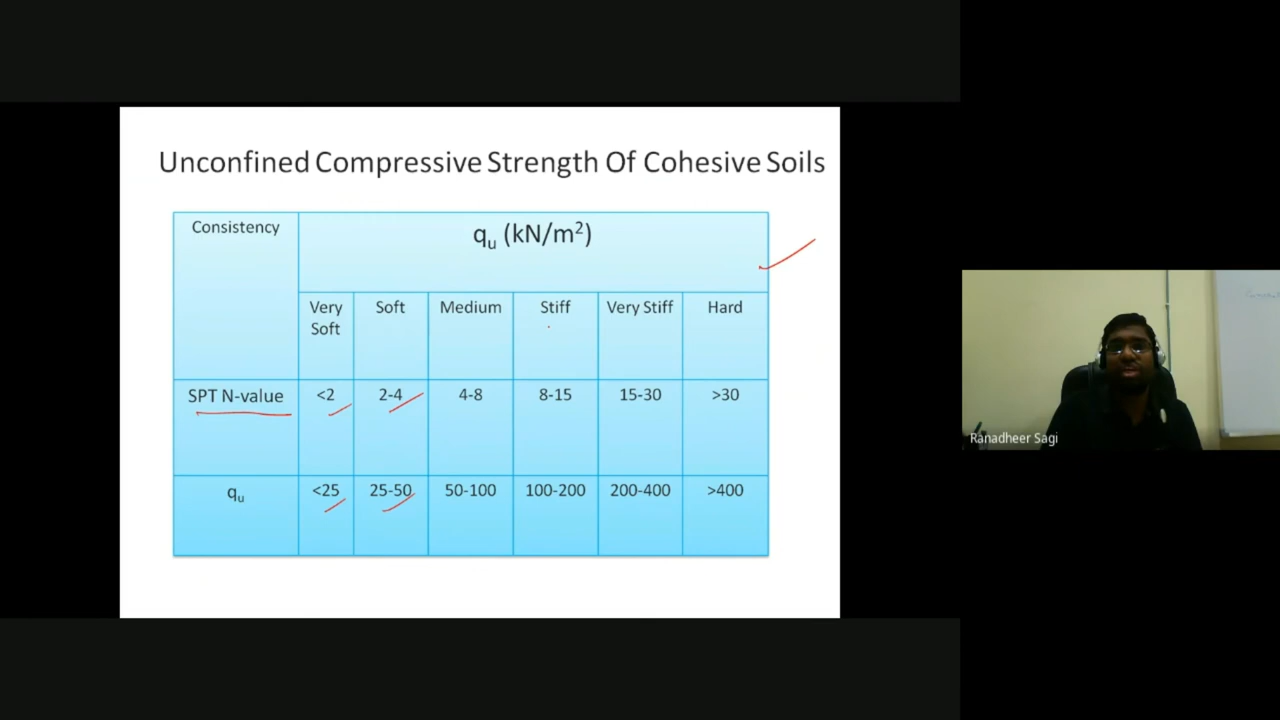 Unconfined Compressive Strength Of Cohesive Soils
Consistency
qu (kN/m²)
Very Soft
Soft
Medium
Stiff
Very Stiff
Hard
SPT N-value
<2
2-4
4-8
8-15
15-30
>30
qu
<25
25-50
50-100
100-200
200-400
>400
Ranadheer Sagi